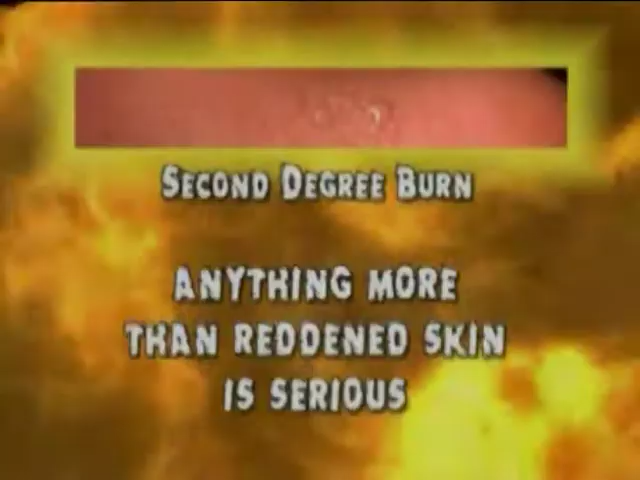 SECOND DEGREE BURN
ANYTHING MORE
THAN REDDENED SKIN
IS SERIOUS